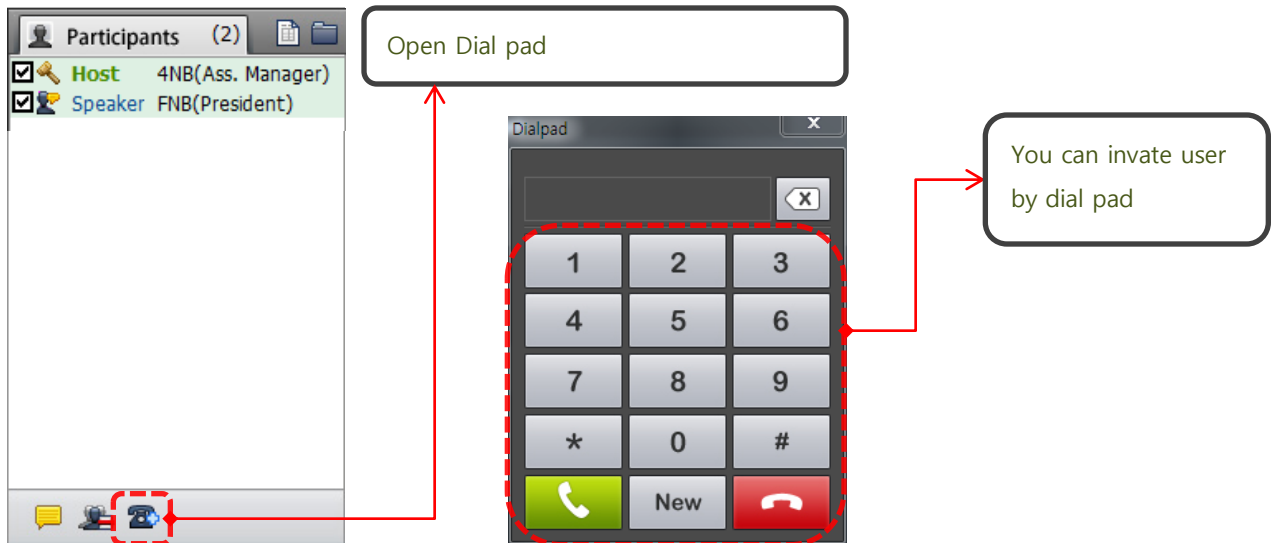 Participants (2)
Host 4NB(Ass. Manager)
Speaker FNB(President)
Open Dial pad
Dialpad
X
X
1 2 3
4 5 6
7 8 9
* 0 #
New
You can invate user
by dial pad